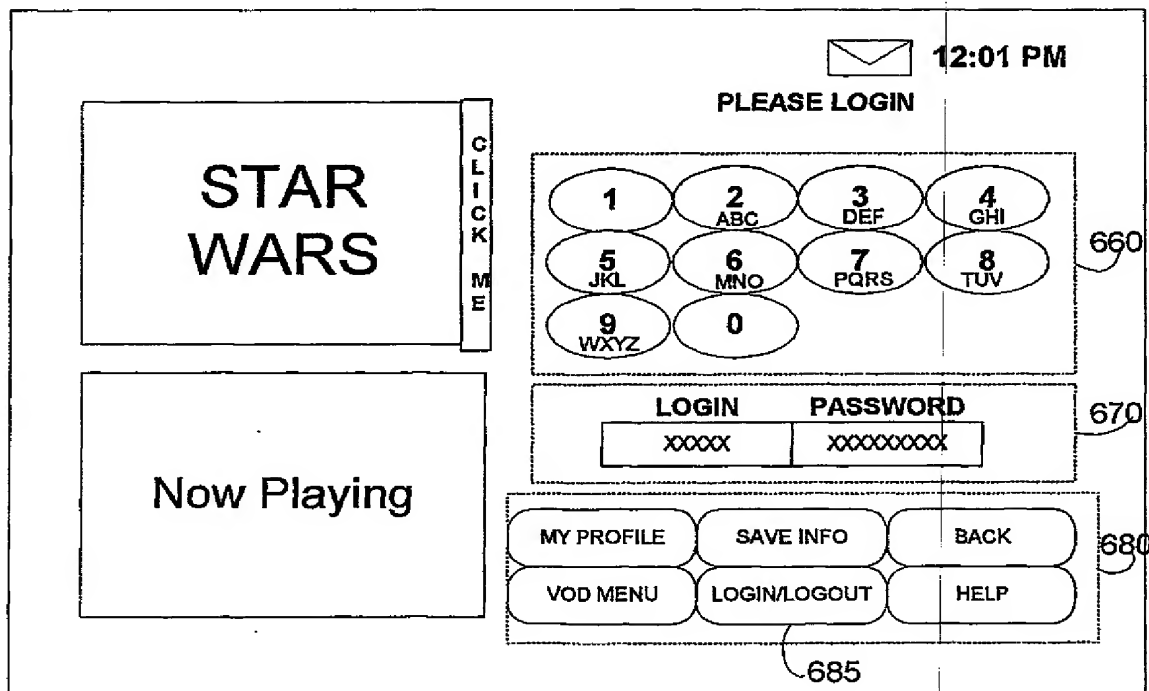 12:01 PM
PLEASE LOGIN
STAR
WARS
CLICK ME
1
2
ABC
3
DEF
4
GHI
5
JKL
6
MNO
7
PQRS
8
TUV
9
WXYZ
0
660
LOGIN PASSWORD
XXXXX XXXXXXXXX
670
Now Playing
MY PROFILE SAVE INFO BACK
VOD MENU LOGIN/LOGOUT HELP
680
685